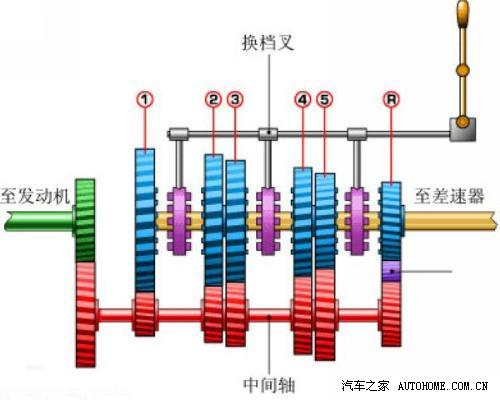 换档叉
① ② ③ ④ ⑤ Ⓡ
至发动机
至差速器
中间轴
汽车之家 AUTOHOME.COM.CN